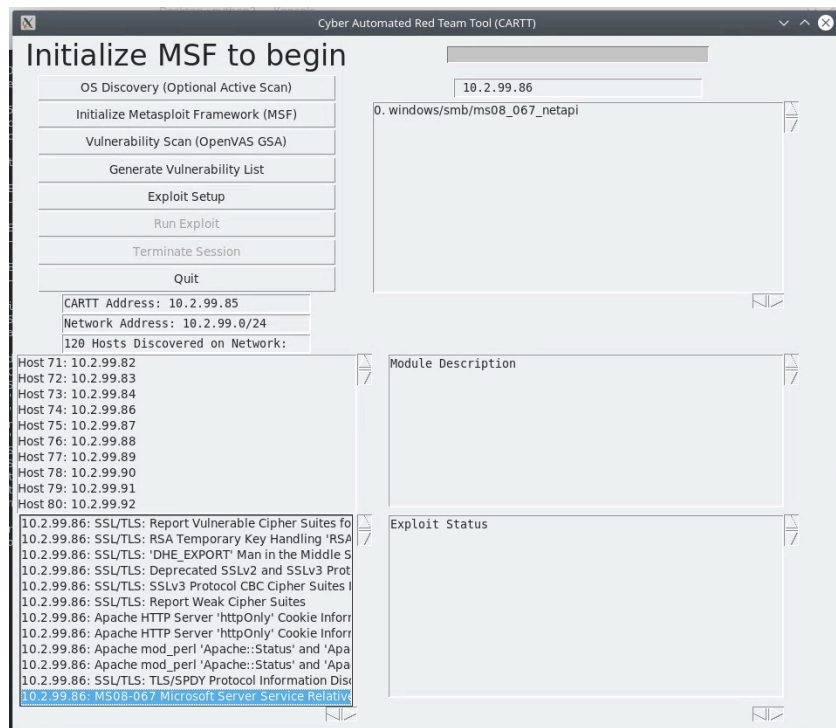 Cyber Automated Red Team Tool (CARTT)
Initialize MSF to begin
OS Discovery (Optional Active Scan)
Initialize Metasploit Framework (MSF)
Vulnerability Scan (OpenVAS GSA)
Generate Vulnerability List
Exploit Setup
Run Exploit
Terminate Session
Quit
CARTT Address: 10.2.99.85
Network Address: 10.2.99.0/24
120 Hosts Discovered on Network:
10.2.99.86
0. windows/smb/ms08_067_netapi
Host 71: 10.2.99.82
Host 72: 10.2.99.83
Host 73: 10.2.99.84
Host 74: 10.2.99.86
Host 75: 10.2.99.87
Host 76: 10.2.99.88
Host 77: 10.2.99.89
Host 78: 10.2.99.90
Host 79: 10.2.99.91
Host 80: 10.2.99.92
Module Description
10.2.99.86: SSL/TLS: Report Vulnerable Cipher Suites fo
10.2.99.86: SSL/TLS: RSA Temporary Key Handling 'RSA
10.2.99.86: SSL/TLS: 'DHE_EXPORT' Man in the Middle S
10.2.99.86: SSL/TLS: Deprecated SSLv2 and SSLv3 Prot
10.2.99.86: SSL/TLS: SSLv3 Protocol CBC Cipher Suites I
10.2.99.86: SSL/TLS: Report Weak Cipher Suites
10.2.99.86: Apache HTTP Server 'httpOnly' Cookie Inforr
10.2.99.86: Apache HTTP Server 'httpOnly' Cookie Inforr
10.2.99.86: Apache mod_perl 'Apache::Status' and 'Apa
10.2.99.86: Apache mod_perl 'Apache::Status' and 'Apa
10.2.99.86: SSL/TLS: TLS/SPDY Protocol Information Disc
10.2.99.86: MS08-067 Microsoft Server Service Relative
Exploit Status